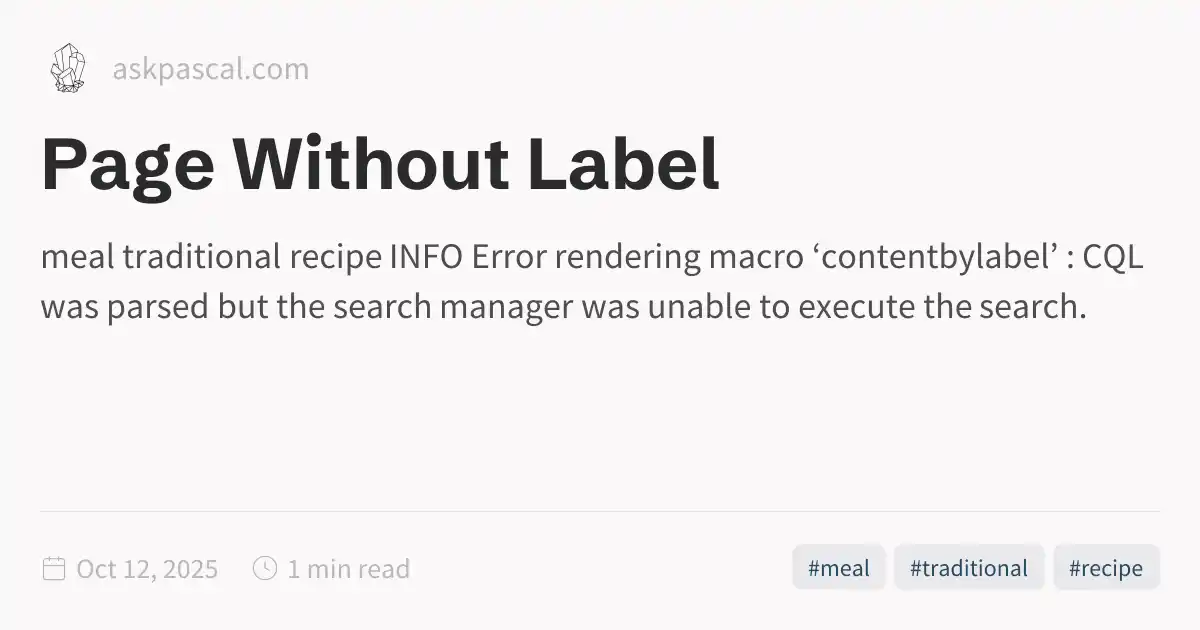 askpascal.com
Page Without Label
meal traditional recipe INFO Error rendering macro ‘contentbylabel’ : CQL
was parsed but the search manager was unable to execute the search.
Oct 12, 2025
1 min read
#meal
#traditional
#recipe